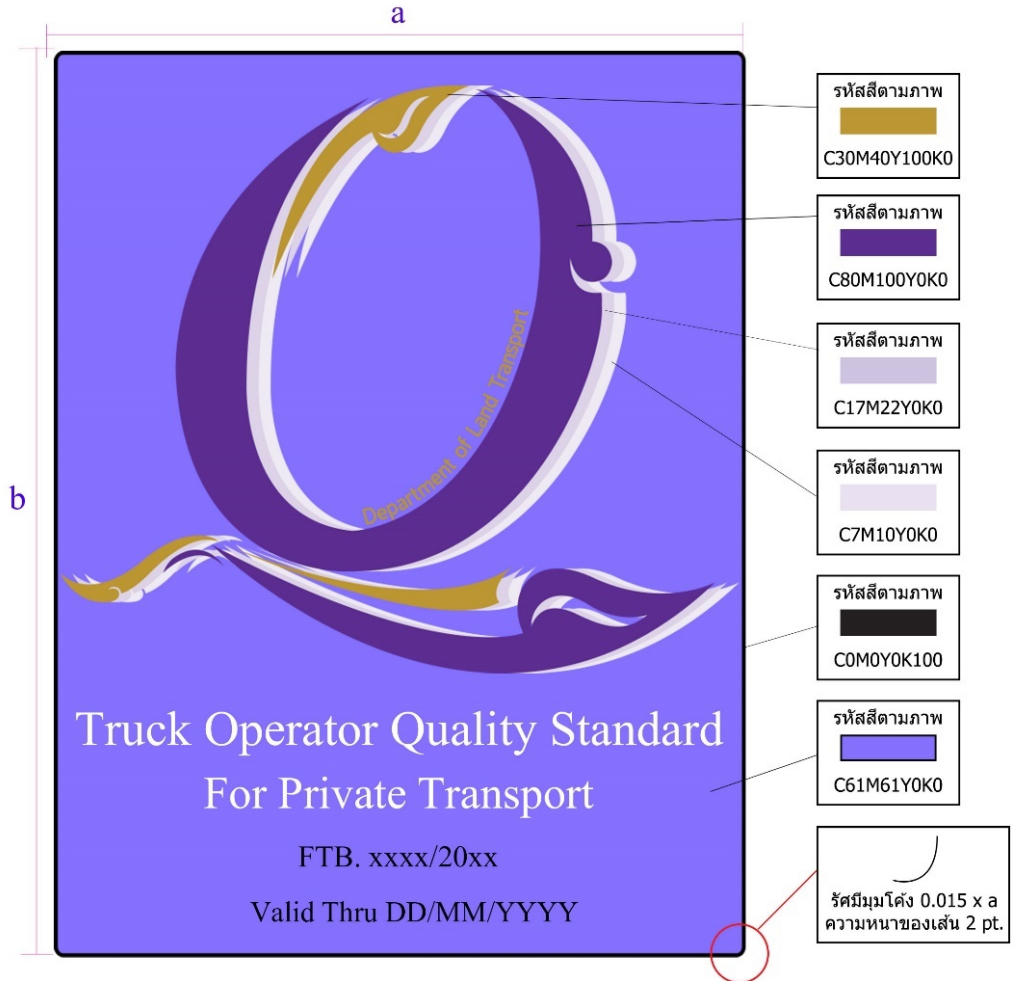 a
b
Department of Land Transport
Truck Operator Quality Standard
For Private Transport
FTB. xxxx/20xx
Valid Thru DD/MM/YYYY
รหัสสีตามภาพ
C30M40Y100K0
รหัสสีตามภาพ
C80M100Y0K0
รหัสสีตามภาพ
C17M22Y0K0
รหัสสีตามภาพ
C7M10Y0K0
รหัสสีตามภาพ
C0M0Y0K100
รหัสสีตามภาพ
C61M61Y0K0
รัศมีมุมโค้ง 0.015 x a
ความหนาของเส้น 2 pt.